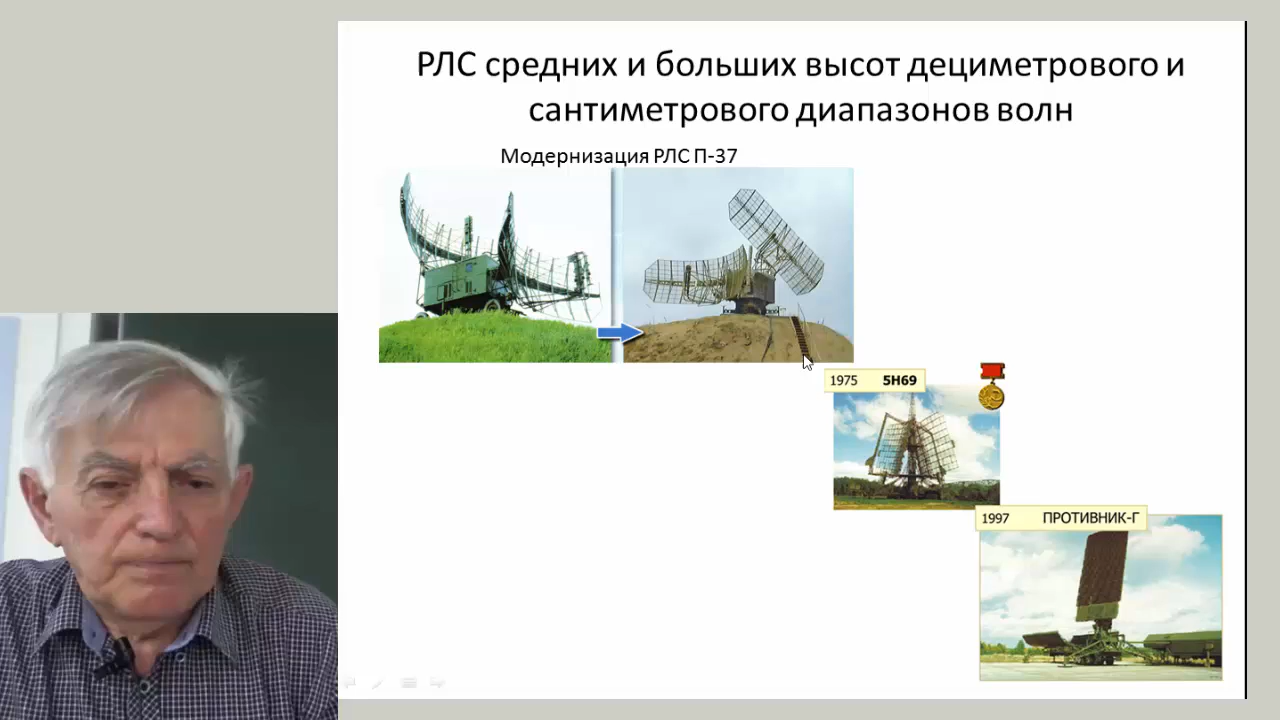 РЛС средних и больших высот дециметрового и
сантиметрового диапазонов волн
Модернизация РЛС П-37
1975 5Н69
1997 ПРОТИВНИК-Г